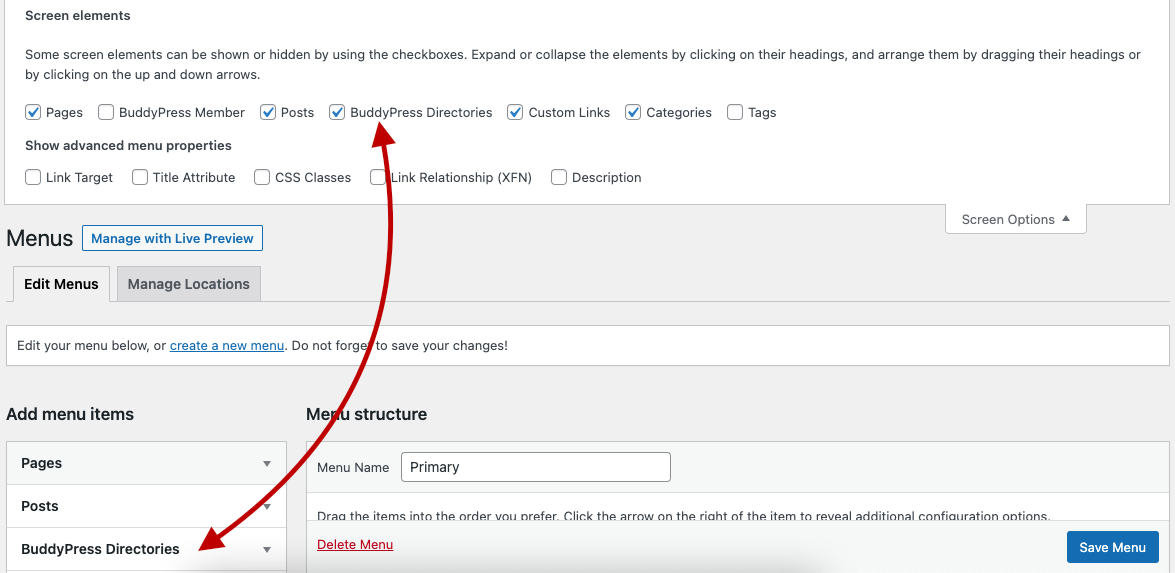 Screen elements
Some screen elements can be shown or hidden by using the checkboxes. Expand or collapse the elements by clicking on their headings, and arrange them by dragging their headings or
by clicking on the up and down arrows.
Pages BuddyPress Member Posts BuddyPress Directories Custom Links Categories Tags
Show advanced menu properties
Link Target Title Attribute CSS Classes Link Relationship (XFN) Description
Screen Options
Menus Manage with Live Preview
Edit Menus Manage Locations
Edit your menu below, or create a new menu. Do not forget to save your changes!
Add menu items Menu structure
Pages
Menu Name Primary
Posts
Drag the items into the order you prefer. Click the arrow on the right of the item to reveal additional configuration options.
BuddyPress Directories
Delete Menu Save Menu